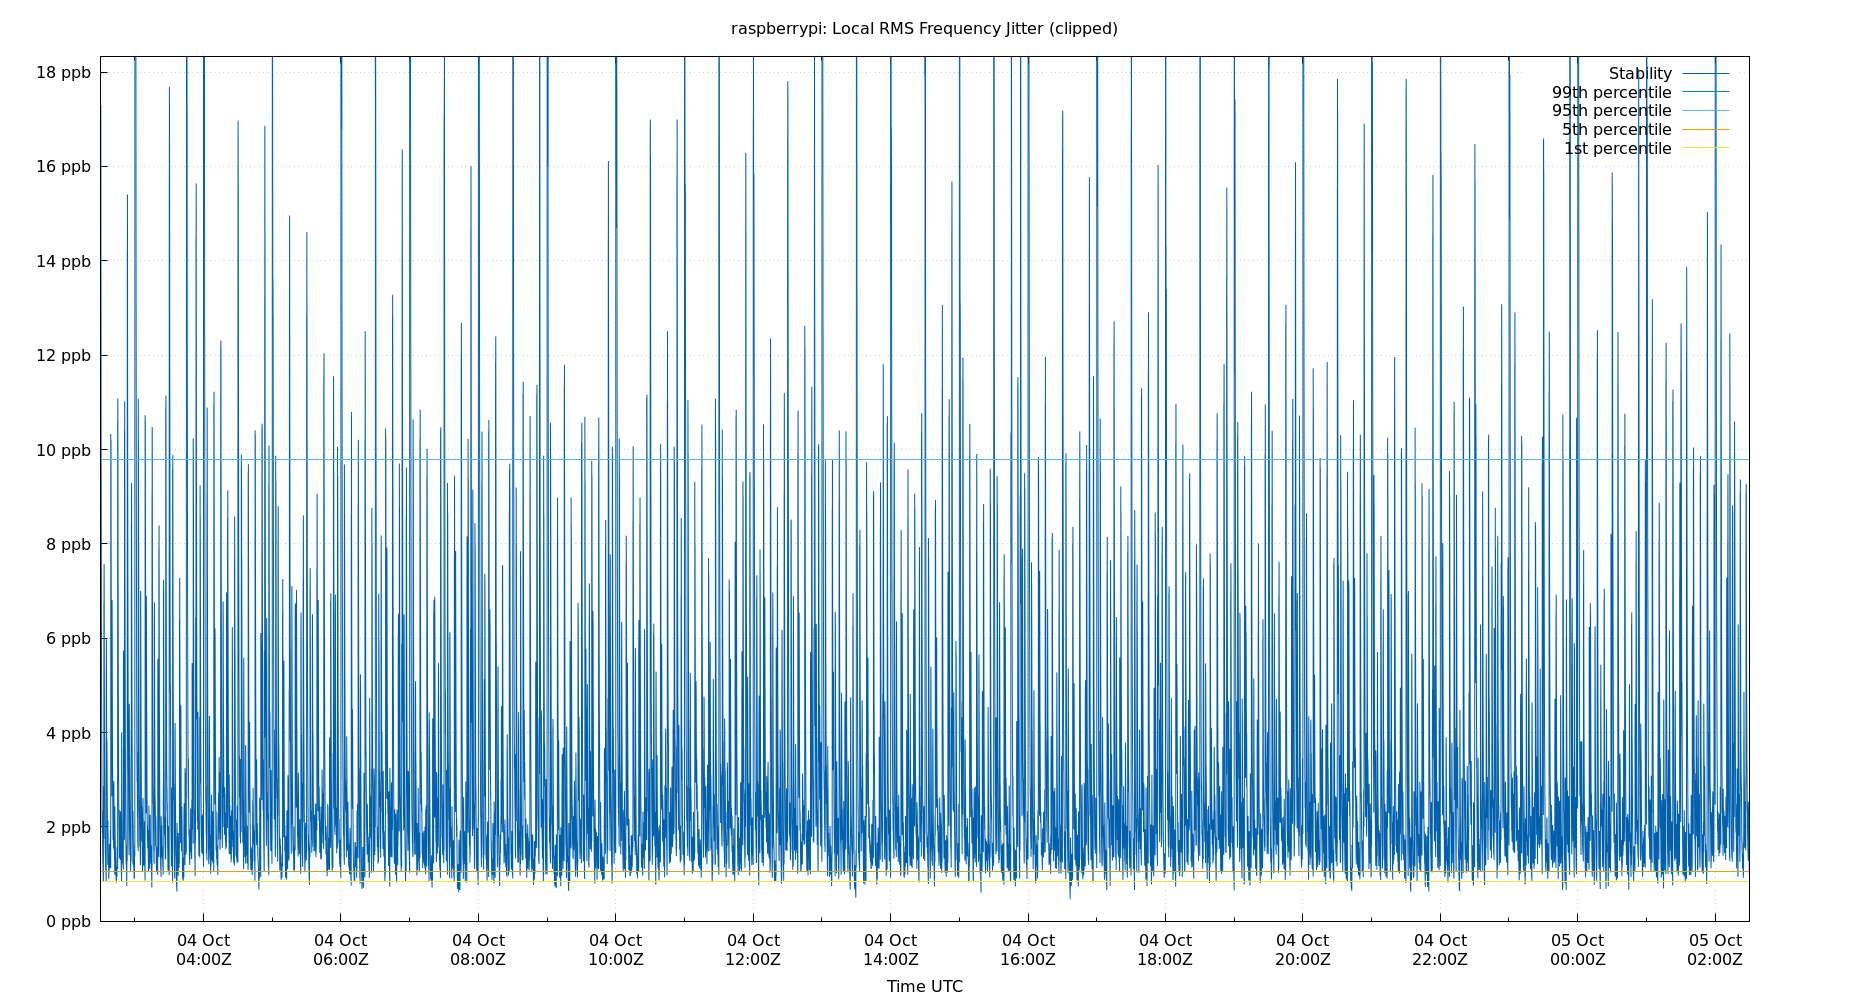 raspberrypi: Local RMS Frequency Jitter (clipped)
18 ppb
16 ppb
14 ppb
12 ppb
10 ppb
8 ppb
6 ppb
4 ppb
2 ppb
0 ppb
Stability
99th percentile
95th percentile
5th percentile
1st percentile
04 Oct 04 Oct 04 Oct 04 Oct 04 Oct 04 Oct 04 Oct 04 Oct 04 Oct 04 Oct 05 Oct 05 Oct
04:00Z 06:00Z 08:00Z 10:00Z 12:00Z 14:00Z 16:00Z 18:00Z 20:00Z 22:00Z 00:00Z 02:00Z
Time UTC